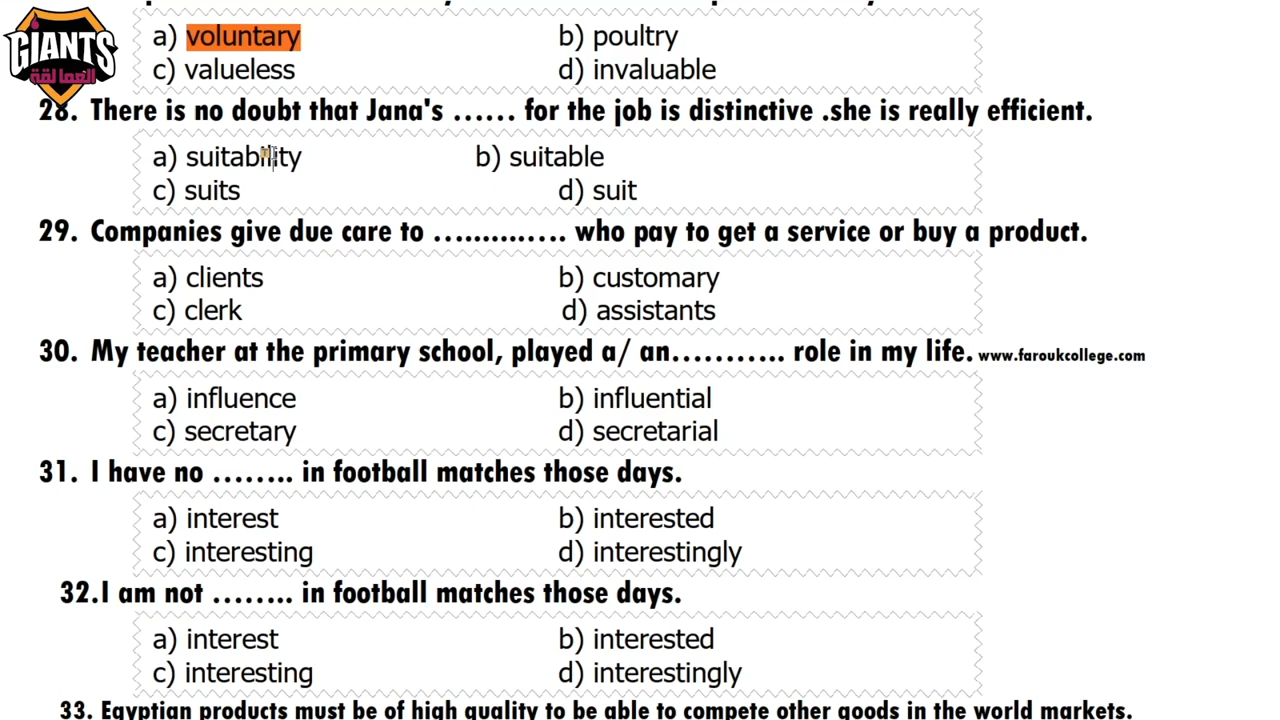 GIANTS
العمالقة
a) voluntary b) poultry
c) valueless d) invaluable
28. There is no doubt that Jana's …… for the job is distinctive .she is really efficient.
a) suitability b) suitable
c) suits d) suit
29. Companies give due care to ….......…. who pay to get a service or buy a product.
a) clients b) customary
c) clerk d) assistants
30. My teacher at the primary school, played a/ an……….. role in my life. www.faroukcollege.com
a) influence b) influential
c) secretary d) secretarial
31. I have no …….. in football matches those days.
a) interest b) interested
c) interesting d) interestingly
32.I am not …….. in football matches those days.
a) interest b) interested
c) interesting d) interestingly
33. Egyptian products must be of high quality to be able to compete other goods in the world markets.